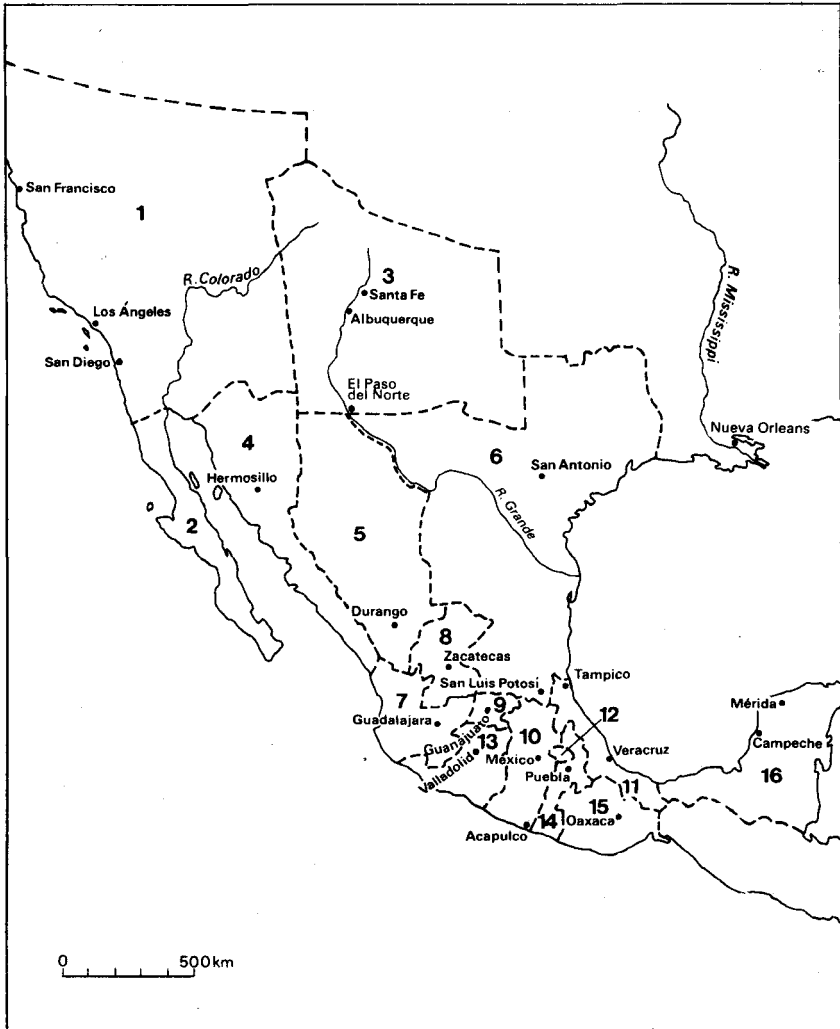 San Francisco
1
R. Colorado
3
Santa Fe
Albuquerque
R. Mississippi
Los Ángeles
San Diego
El Paso
del Norte
Nueva Orleans
4
6
San Antonio
Hermosillo
R. Grande
2
5
Durango
8
Zacatecas
San Luis Potosí
Tampico
7
9
12
Mérida
Guadalajara
Guanajuato
10
13
Campeche
México
Veracruz
Valladolid
Puebla
16
11
15
14
Oaxaca
Acapulco
0 500km